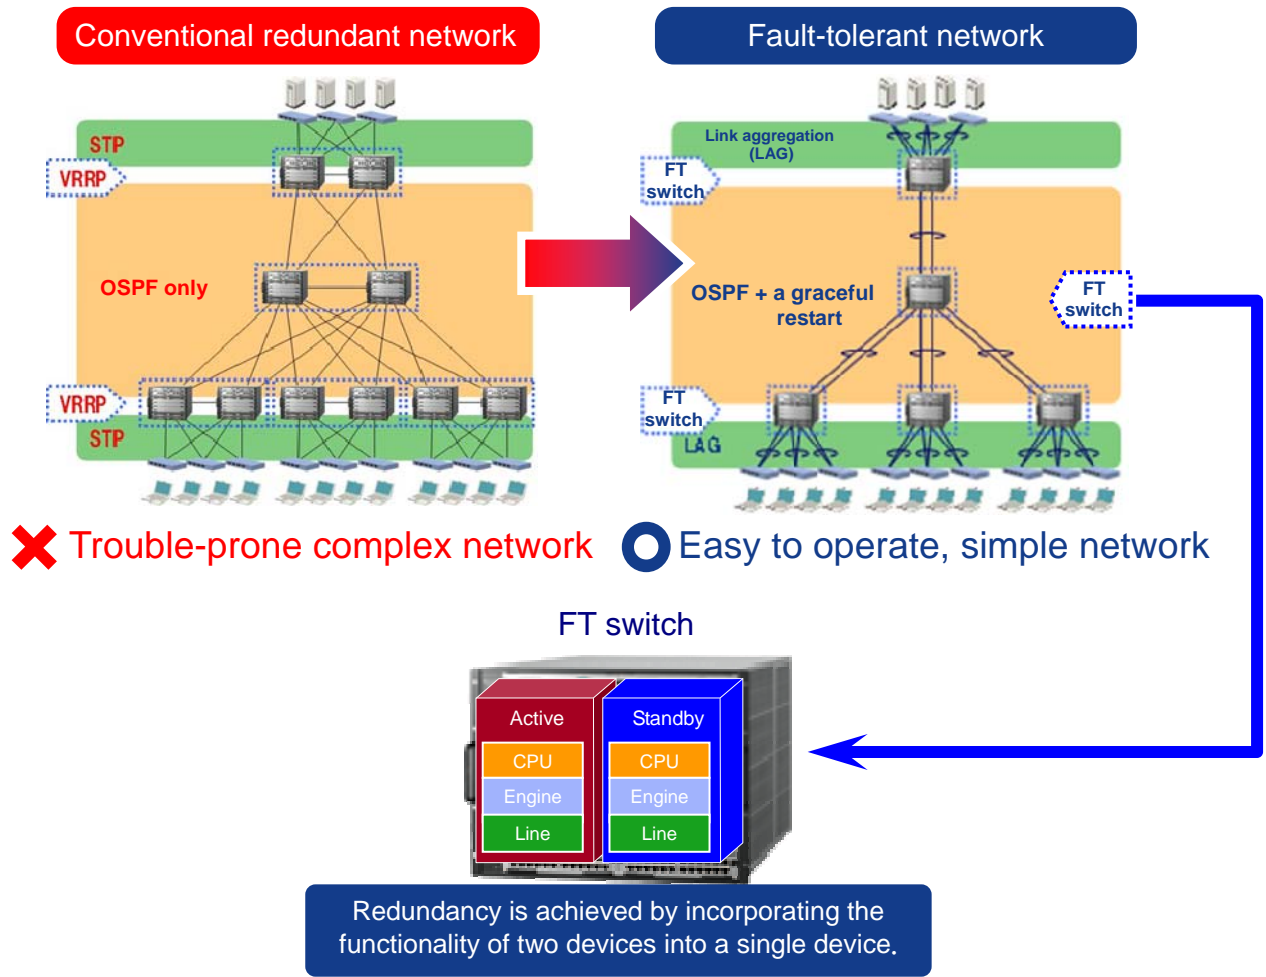 Conventional redundant network
Fault-tolerant network
STP
VRRP
OSPF only
VRRP
STP
Link aggregation
(LAG)
FT
switch
OSPF + a graceful
restart
FT
switch
FT
switch
LAG
Trouble-prone complex network
Easy to operate, simple network
FT switch
Active
CPU
Engine
Line
Standby
CPU
Engine
Line
Redundancy is achieved by incorporating the
functionality of two devices into a single device.